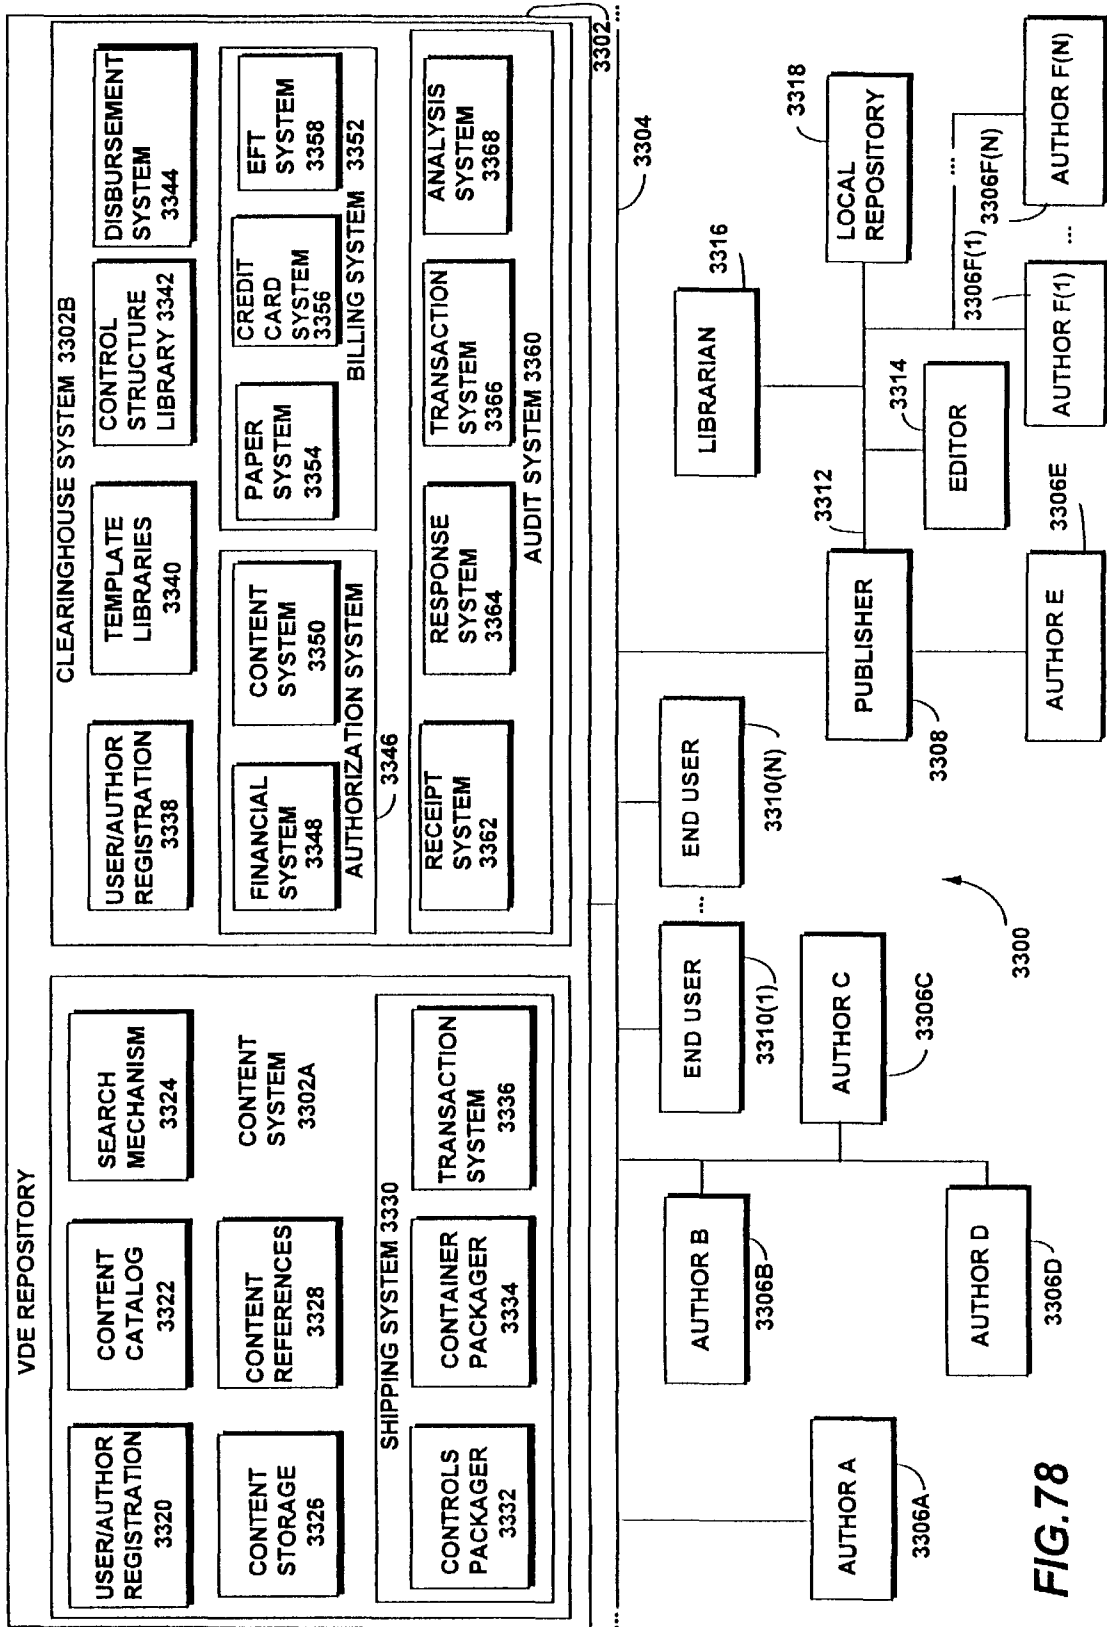 VDE REPOSITORY
USER/AUTHOR
REGISTRATION
3320
CONTENT
CATALOG
3322
SEARCH
MECHANISM
3324
CONTENT
STORAGE
3326
CONTENT
REFERENCES
3328
CONTENT
SYSTEM
3302A
SHIPPING SYSTEM 3330
CONTROLS
PACKAGER
3332
CONTAINER
PACKAGER
3334
TRANSACTION
SYSTEM
3336
CLEARINGHOUSE SYSTEM 3302B
USER/AUTHOR
REGISTRATION
3338
TEMPLATE
LIBRARIES
3340
CONTROL
STRUCTURE
LIBRARY 3342
DISBURSEMENT
SYSTEM
3344
FINANCIAL
SYSTEM
3348
CONTENT
SYSTEM
3350
AUTHORIZATION SYSTEM
3346
PAPER
SYSTEM
3354
CREDIT
CARD
SYSTEM
3356
EFT
SYSTEM
3358
BILLING SYSTEM 3352
RECEIPT
SYSTEM
3362
RESPONSE
SYSTEM
3364
TRANSACTION
SYSTEM
3366
ANALYSIS
SYSTEM
3368
AUDIT SYSTEM 3360
3302
...
...
3304
AUTHOR A
3306A
AUTHOR B
3306B
AUTHOR C
3306C
AUTHOR D
3306D
END USER
3310(1)
...
END USER
3310(N)
3300
PUBLISHER
3308
3312
AUTHOR E
3306E
EDITOR
3314
LIBRARIAN
3316
LOCAL
REPOSITORY
3318
AUTHOR F(1)
3306F(1)
...
...
AUTHOR F(N)
3306F(N)
FIG.78